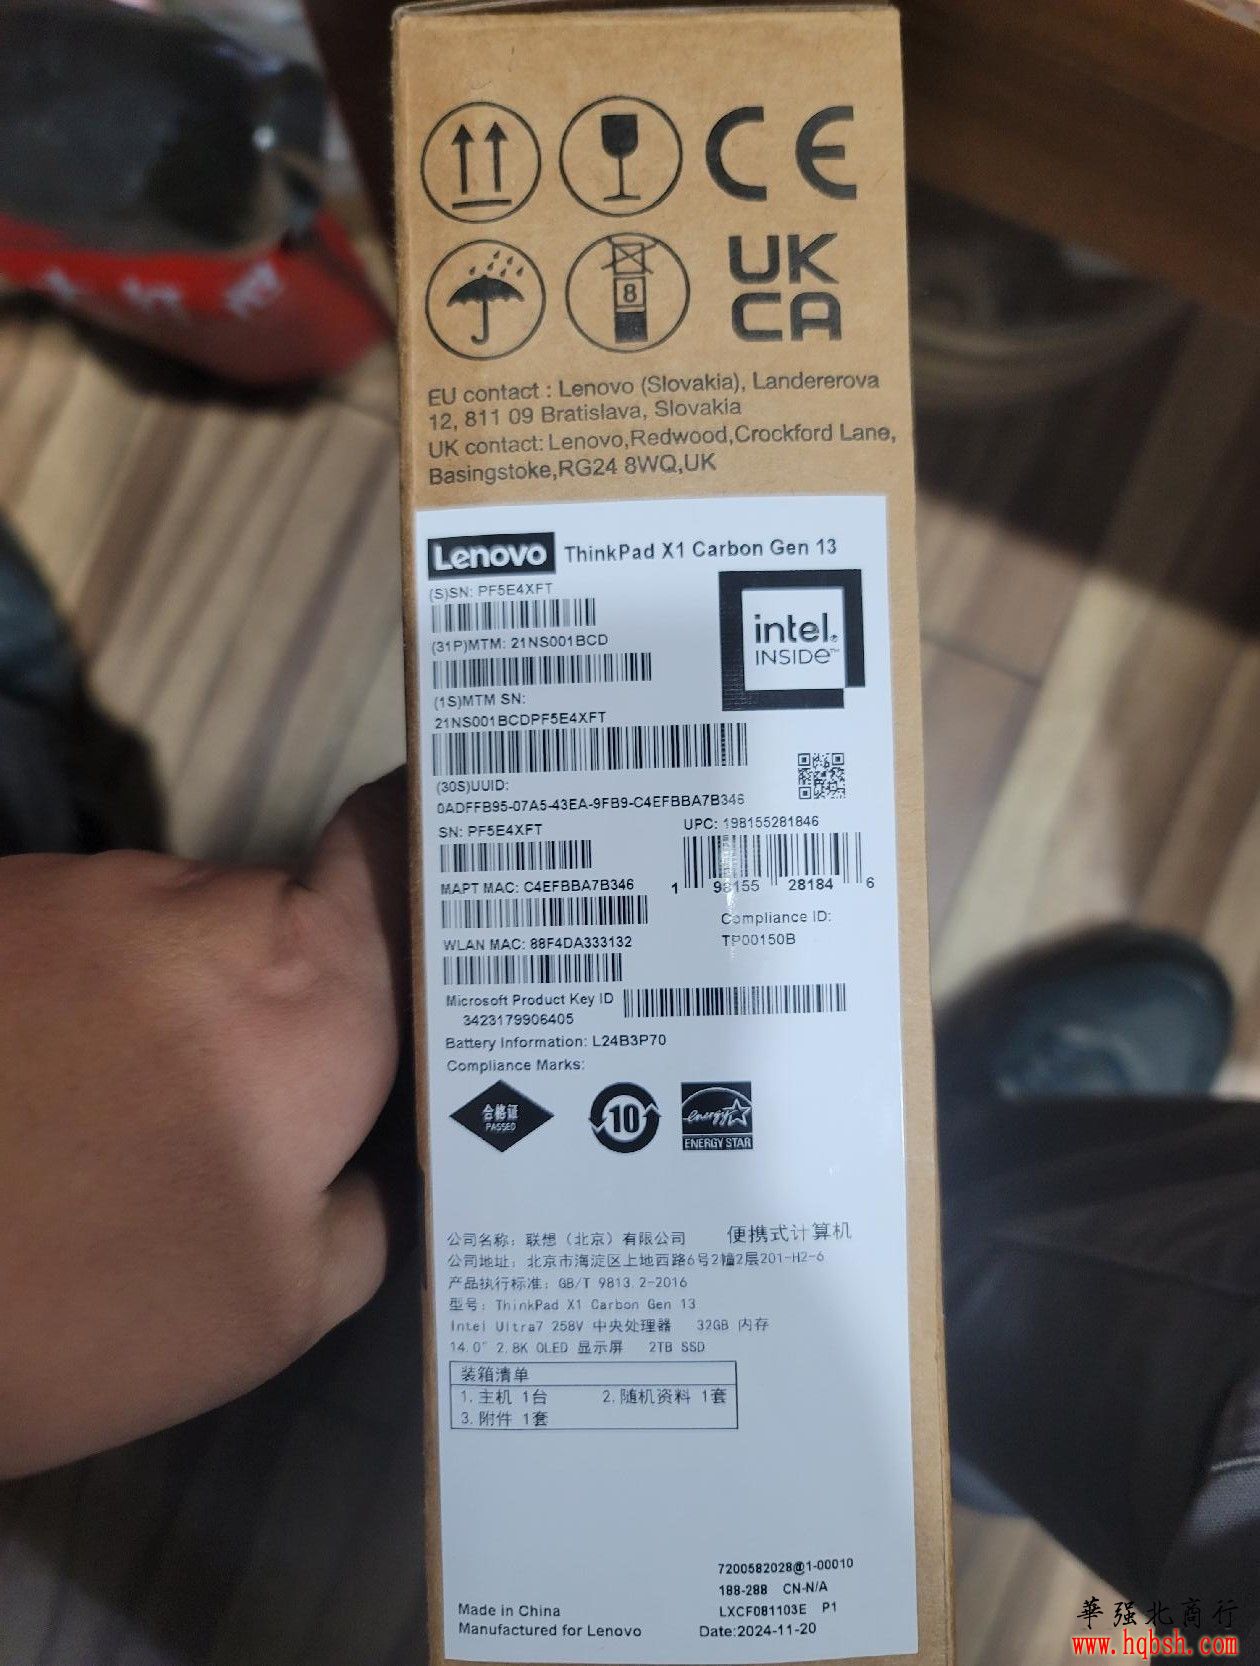 CE
UK
CA
8
EU contact : Lenovo (Slovakia), Landererova
12, 811 09 Bratislava, Slovakia
UK contact: Lenovo,Redwood,Crockford Lane,
Basingstoke,RG24 8WQ,UK
Lenovo ThinkPad X1 Carbon Gen 13
(S)SN: PF5E4XFT
intel.
INSIDE™
(31P)MTM: 21NS001BCD
(1S)MTM SN:
21NS001BCDPF5E4XFT
(30S)UUID:
0ADFFB95-07A5-43EA-9FB9-C4EFBBA7B346
SN: PF5E4XFT
UPC: 198155281846
1 98155 28184 6
MAPT MAC: C4EFBBA7B346
Compliance ID:
TP00150B
WLAN MAC: 88F4DA333132
Microsoft Product Key ID
3423179906405
Battery Information: L24B3P70
Compliance Marks:
合格证
PASSED
10
energy
ENERGY STAR
公司名称: 联想（北京）有限公司 便携式计算机
公司地址: 北京市海淀区上地西路6号2幢2层201-H2-6
产品执行标准: GB/T 9813.2-2016
型号: ThinkPad X1 Carbon Gen 13
Intel Ultra7 258V 中央处理器 32GB 内存
14.0" 2.8K OLED 显示屏 2TB SSD
装箱清单
1. 主机 1台 2. 随机资料 1套
3. 附件 1套
7200582028@1-00010
188-288 CN-N/A
LXCF081103E P1
Made in China
Manufactured for Lenovo
Date:2024-11-20
華强北商行
www.hqbsh.com